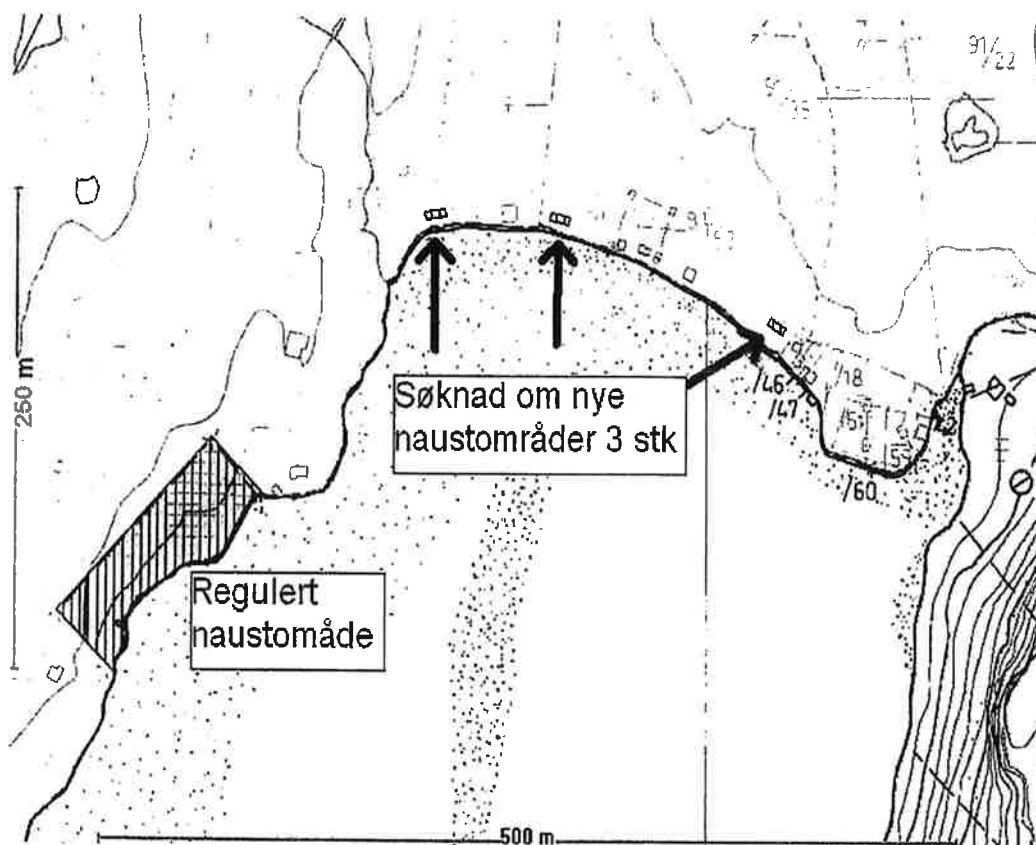 91/22
Søknad om nye
naustområder 3 stk
/46
/47
/18
/60
250 m
Regulert
naustomåde
500 m